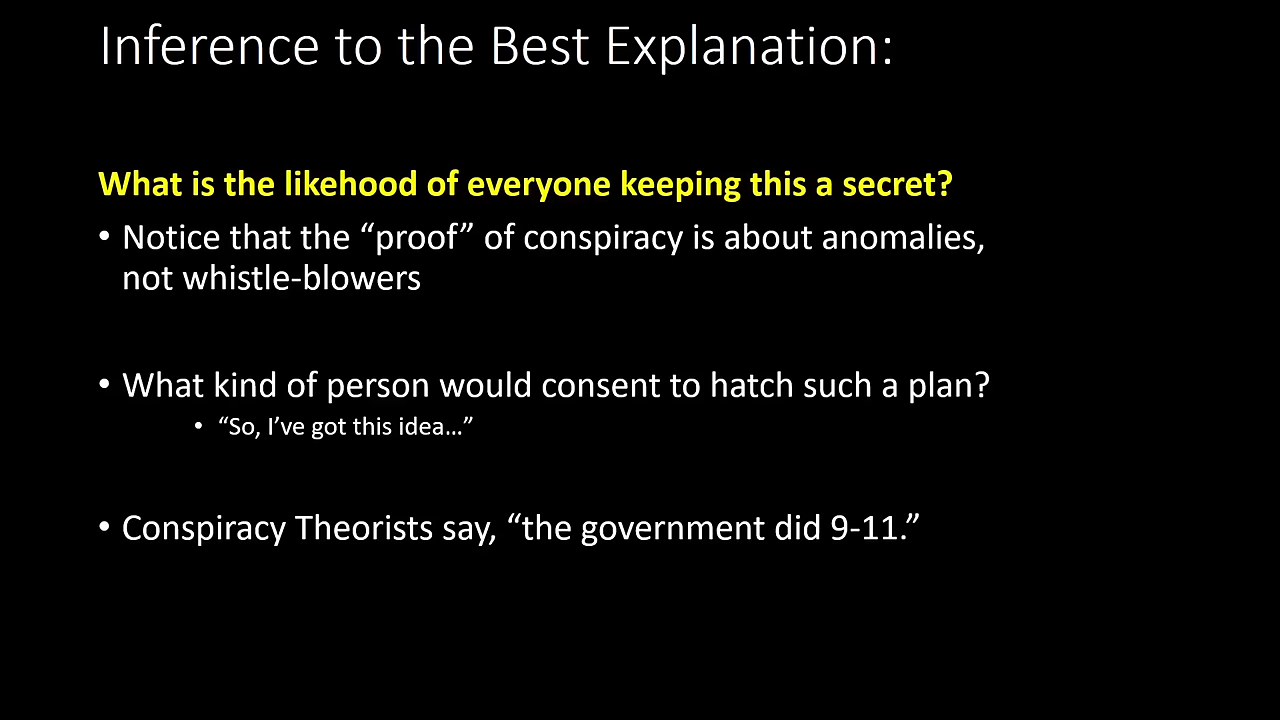 Inference to the Best Explanation:
What is the likehood of everyone keeping this a secret?
• Notice that the “proof” of conspiracy is about anomalies,
not whistle-blowers
• What kind of person would consent to hatch such a plan?
• “So, I’ve got this idea…”
• Conspiracy Theorists say, “the government did 9-11.”